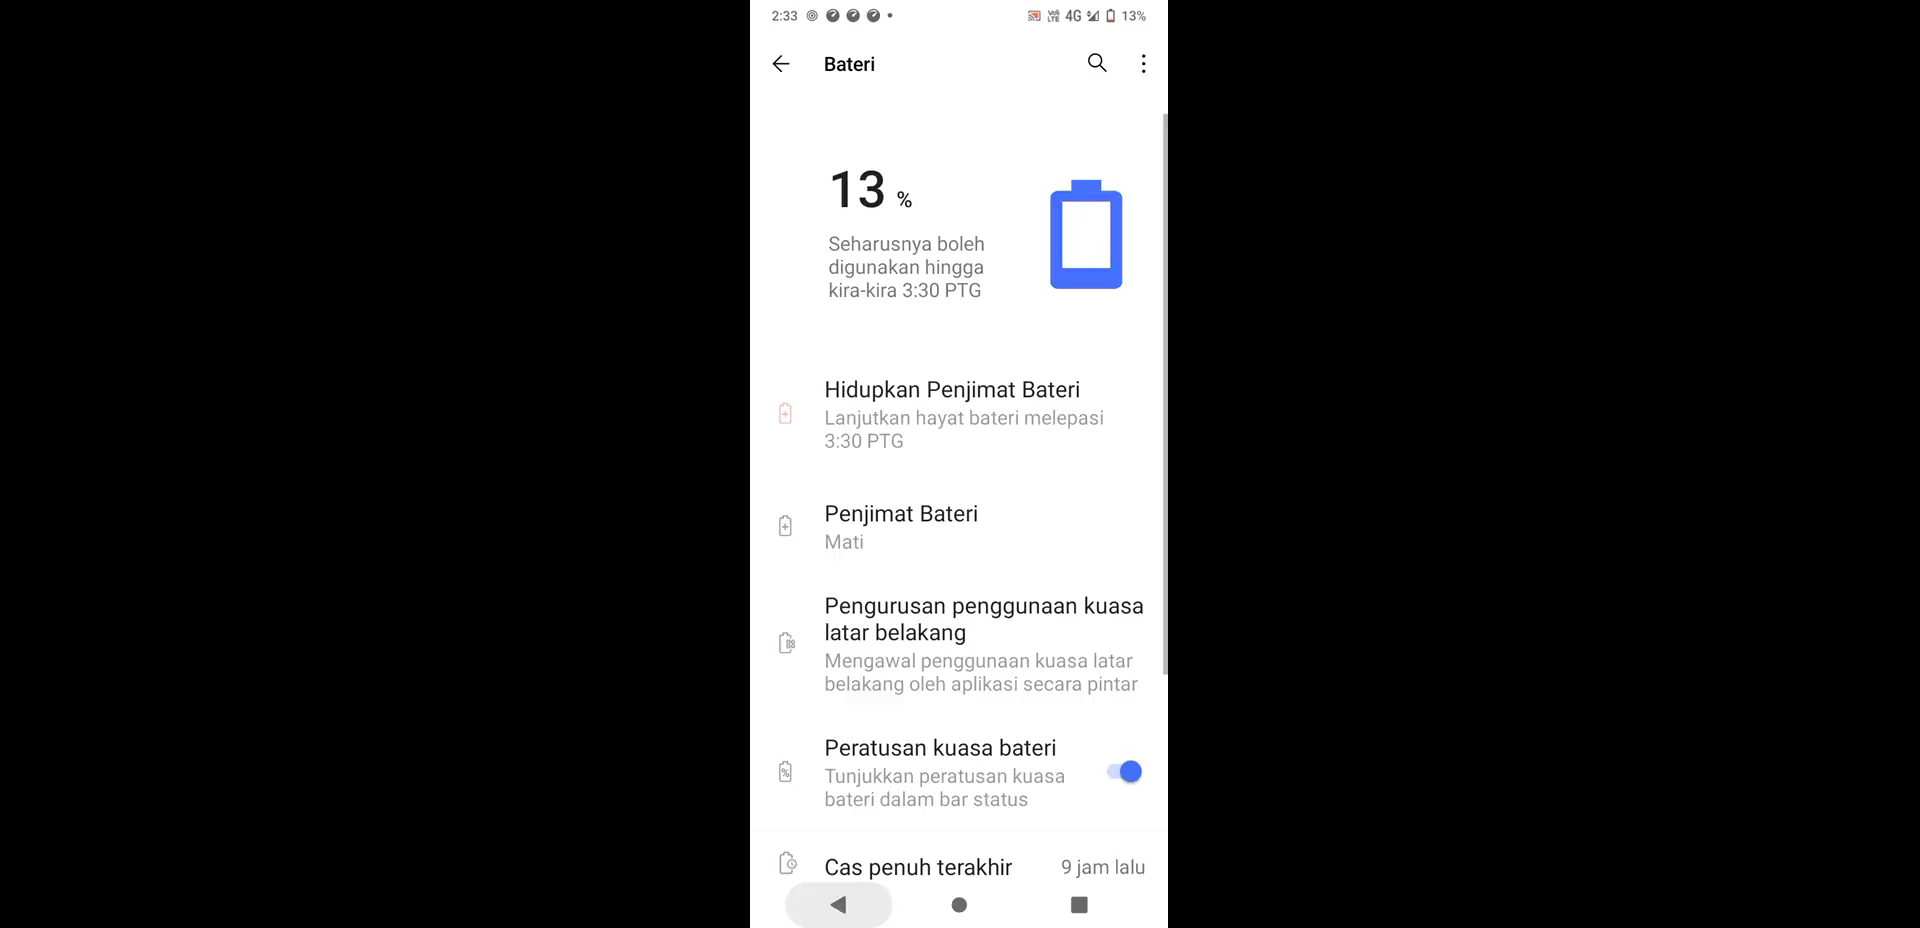 2:33
VoLTE 4G 13%
Bateri
13 %
Seharusnya boleh
digunakan hingga
kira-kira 3:30 PTG
Hidupkan Penjimat Bateri
Lanjutkan hayat bateri melepasi
3:30 PTG
Penjimat Bateri
Mati
Pengurusan penggunaan kuasa
latar belakang
Mengawal penggunaan kuasa latar
belakang oleh aplikasi secara pintar
Peratusan kuasa bateri
Tunjukkan peratusan kuasa
bateri dalam bar status
Cas penuh terakhir 9 jam lalu